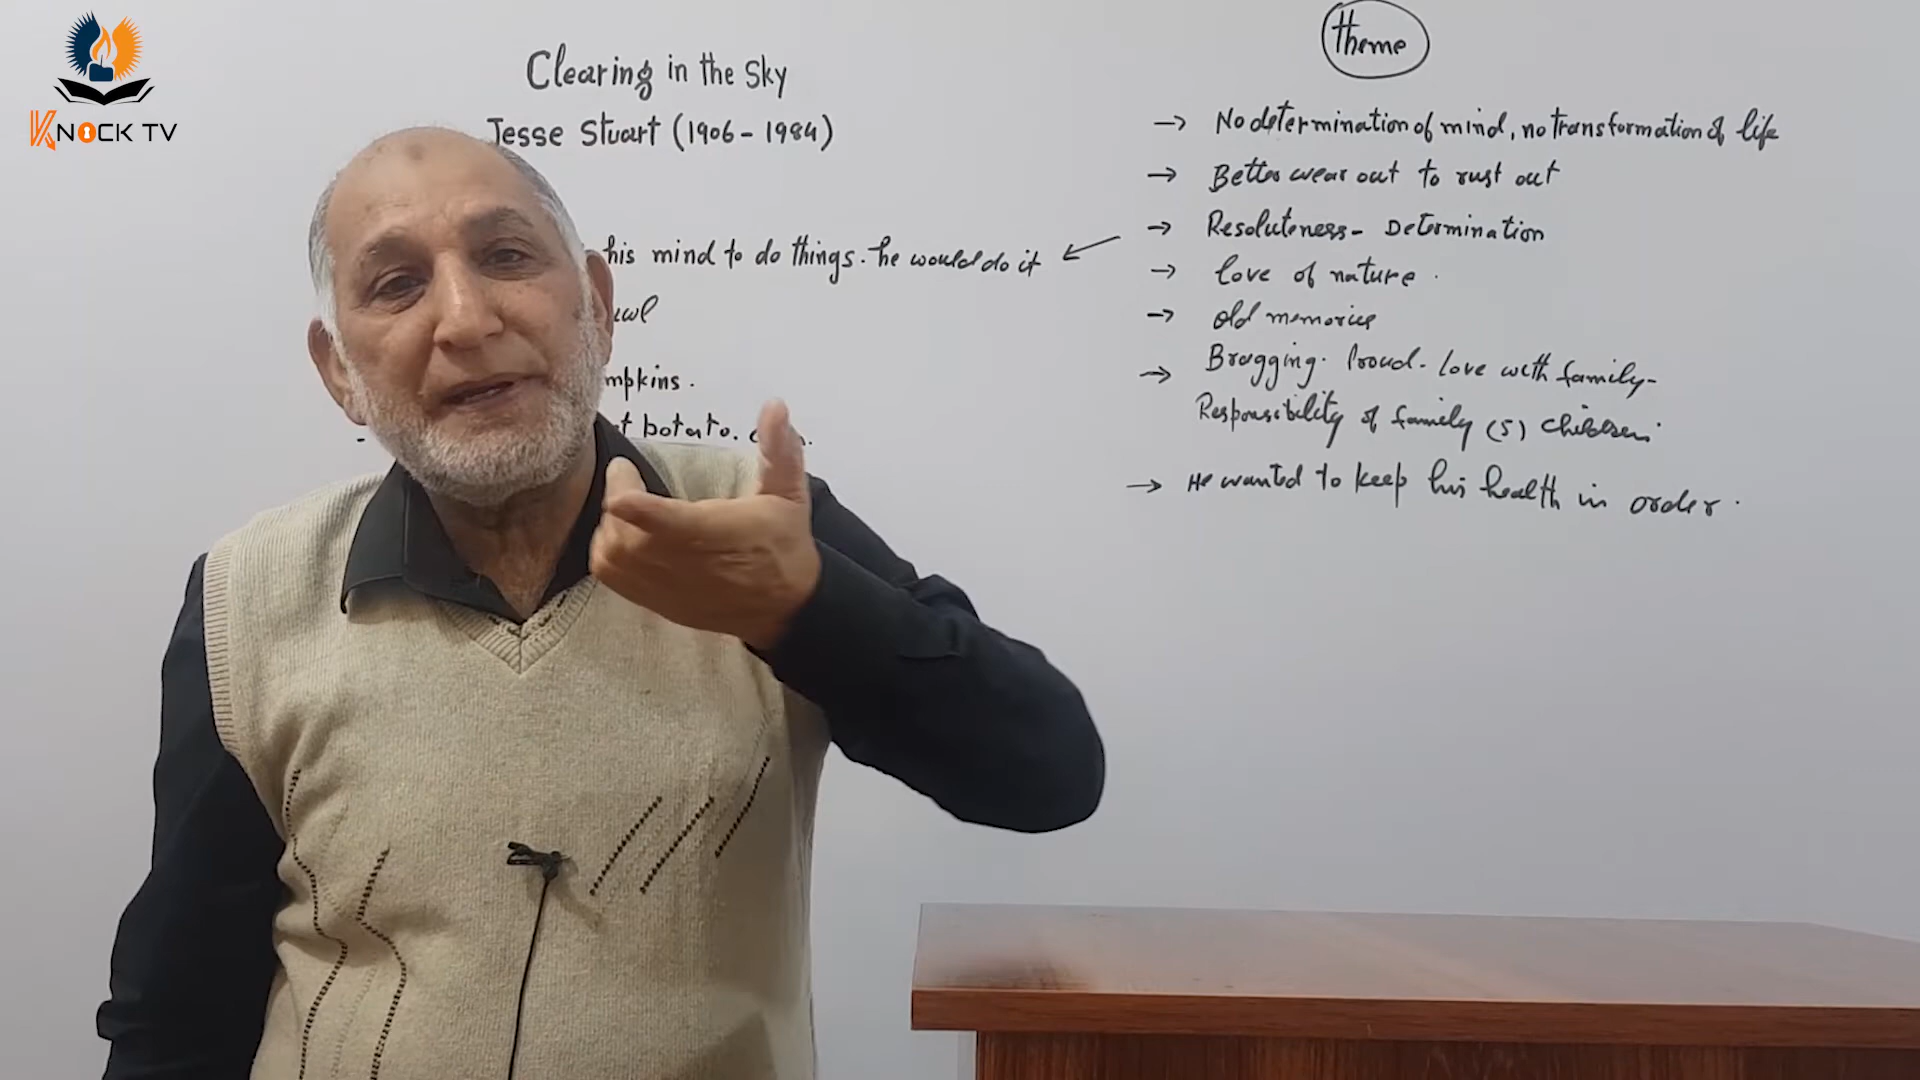 KNOCK TV
Clearing in the Sky
Jesse Stuart (1906 - 1984)
his mind to do things. he would do it
mpkins.
potato.
Theme
→ No determination of mind, no transformation of life
→ Better wear out to rust out
→ Resoluteness - Determination
→ love of nature.
→ old memories
→ Bragging. Proud. Love with family -
Responsibility of family (5) children.
→ He wanted to keep his health in order.